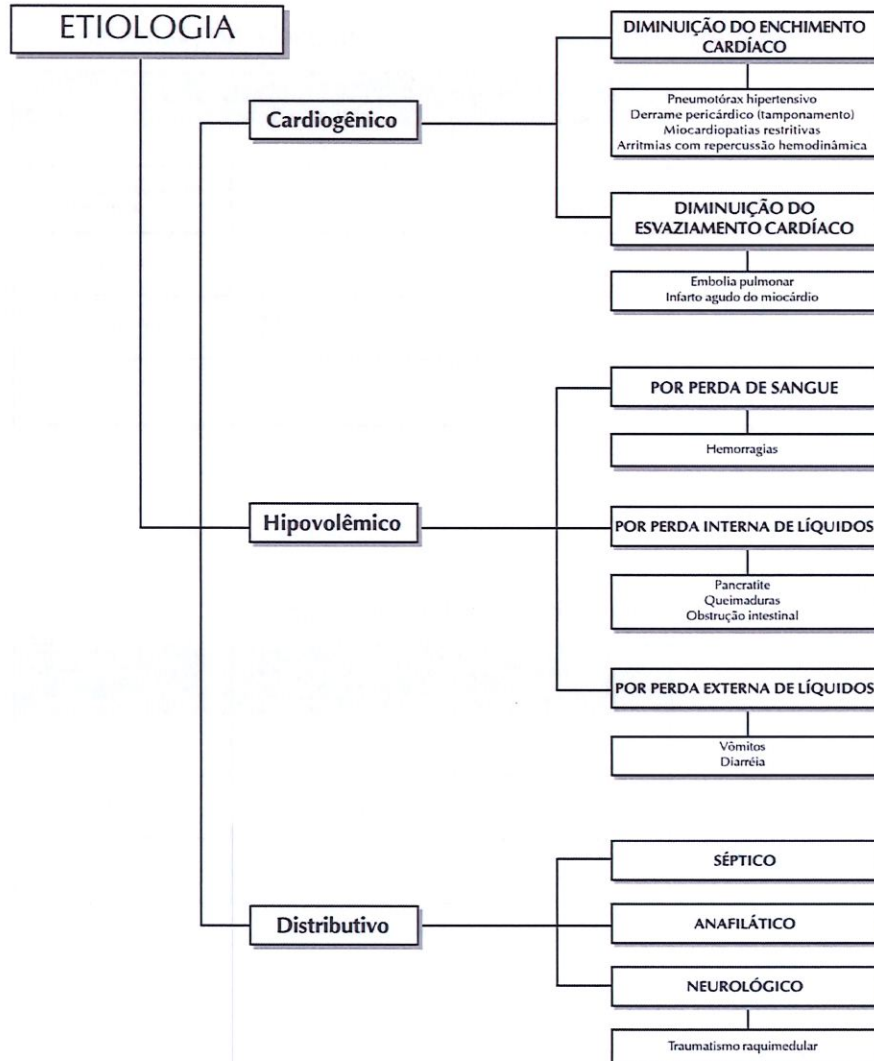 ETIOLOGIA
Cardiogênico
DIMINUIÇÃO DO ENCHIMENTO
CARDÍACO
Pneumotórax hipertensivo
Derrame pericárdico (tamponamento)
Miocardiopatias restritivas
Arritmias com repercussão hemodinâmica
DIMINUIÇÃO DO
ESVAZIAMENTO CARDÍACO
Embolia pulmonar
Infarto agudo do miocárdio
Hipovolêmico
POR PERDA DE SANGUE
Hemorragias
POR PERDA INTERNA DE LÍQUIDOS
Pancratite
Queimaduras
Obstrução intestinal
POR PERDA EXTERNA DE LÍQUIDOS
Vômitos
Diarréia
Distributivo
SÉPTICO
ANAFILÁTICO
NEUROLÓGICO
Traumatismo raquimedular